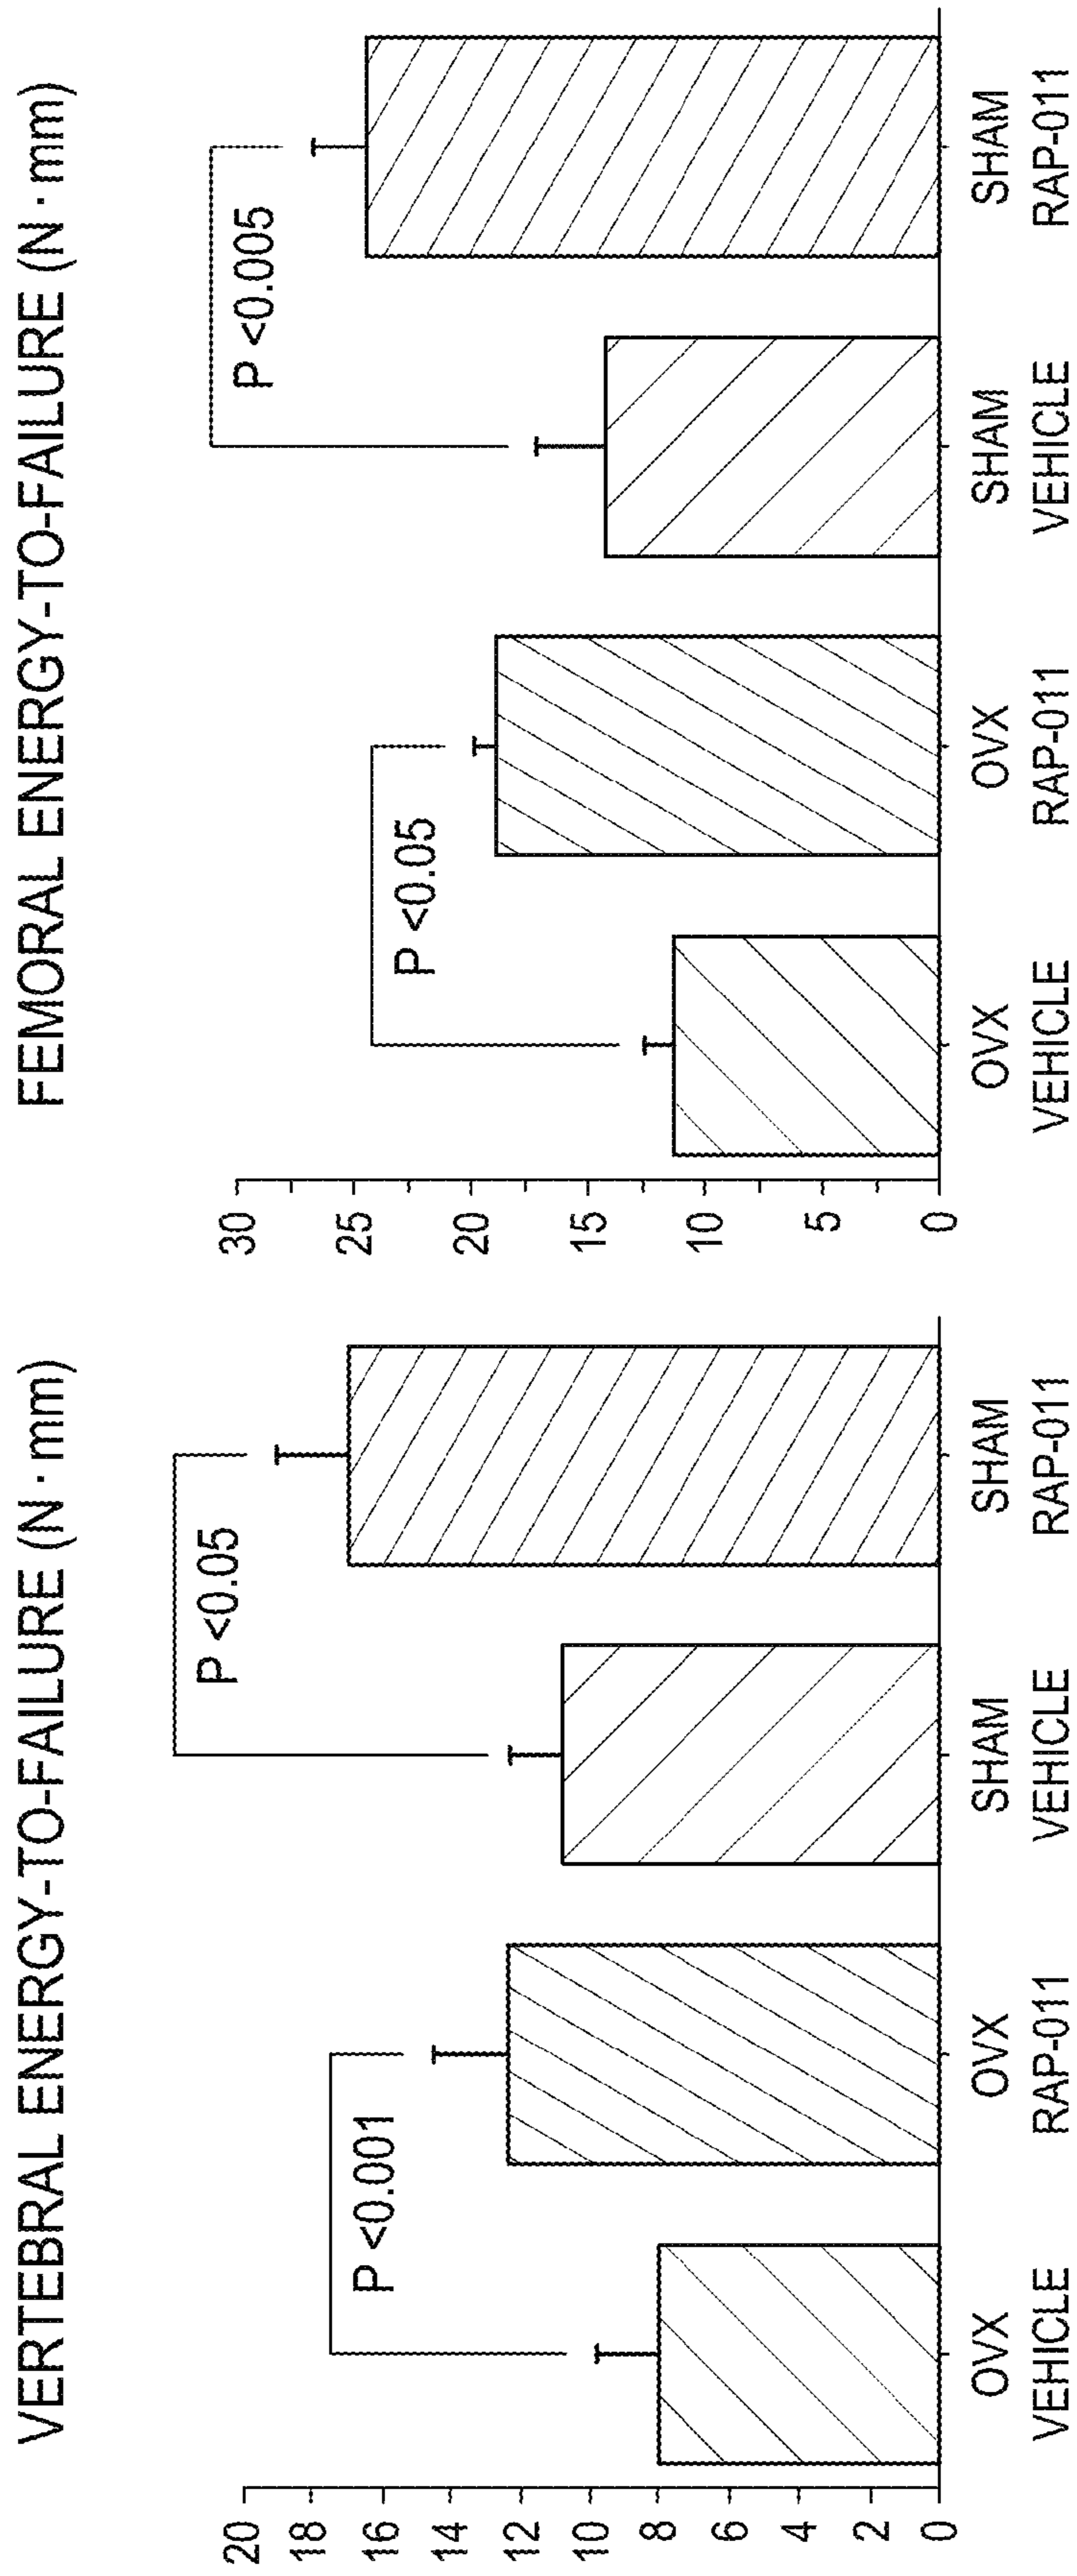 VERTEBRAL ENERGY-TO-FAILURE (N·mm)
20
18
16
14
12
10
8
6
4
2
0
P <0.001
P <0.05
OVX
VEHICLE
OVX
RAP-011
SHAM
VEHICLE
SHAM
RAP-011
FEMORAL ENERGY-TO-FAILURE (N·mm)
30
25
20
15
10
5
0
P <0.05
P <0.005
OVX
VEHICLE
OVX
RAP-011
SHAM
VEHICLE
SHAM
RAP-011